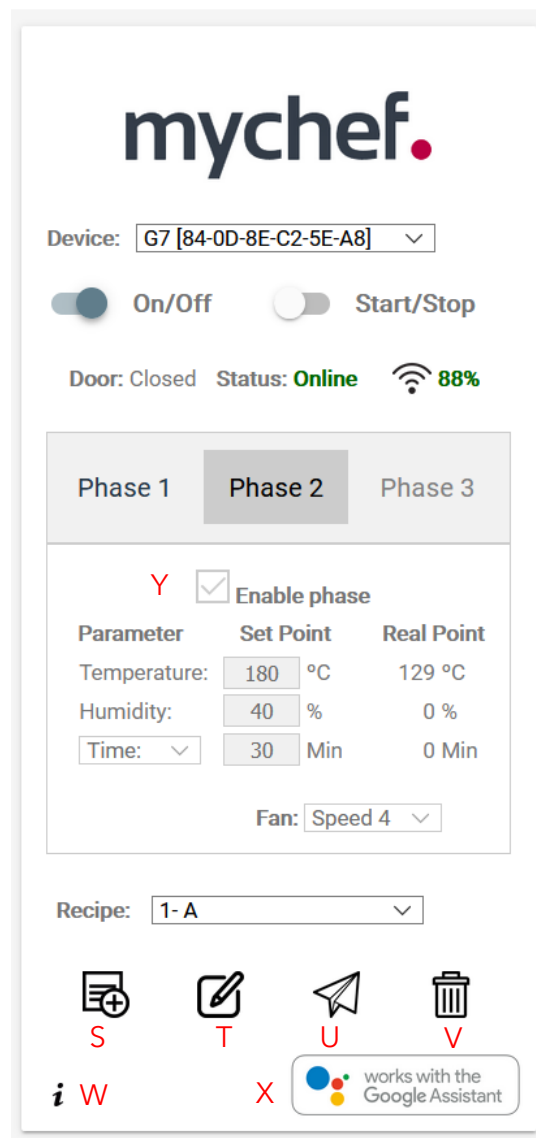 mychef.
Device: G7 [84-0D-8E-C2-5E-A8]
On/Off Start/Stop
Door: Closed Status: Online 88%
Phase 1 Phase 2 Phase 3
Y Enable phase
Parameter Set Point Real Point
Temperature: 180 ºC 129 ºC
Humidity: 40 % 0 %
Time: 30 Min 0 Min
Fan: Speed 4
Recipe: 1- A
S T U V
i W X works with the
Google Assistant